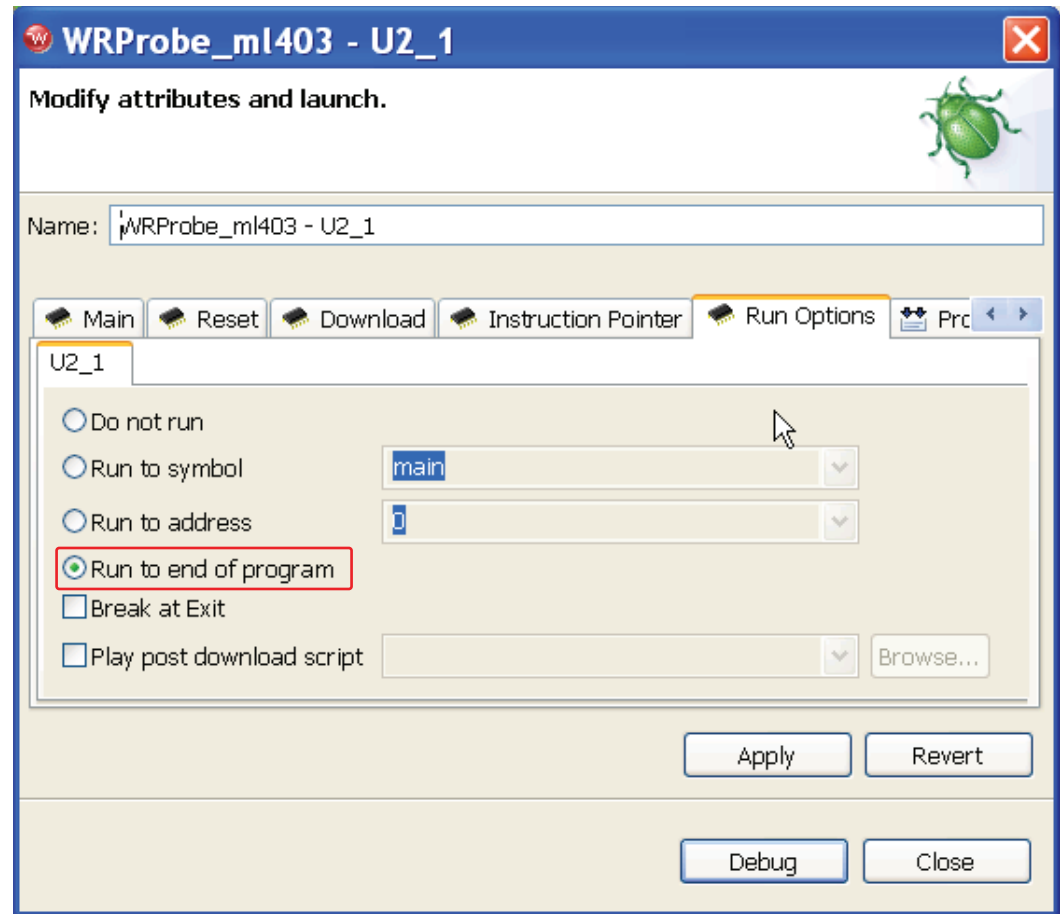 WRProbe_ml403 - U2_1
Modify attributes and launch.
Name: WRProbe_ml403 - U2_1
Main Reset Download Instruction Pointer Run Options Prc
U2_1
Do not run
Run to symbol main
Run to address 0
Run to end of program
Break at Exit
Play post download script Browse...
Apply Revert
Debug Close